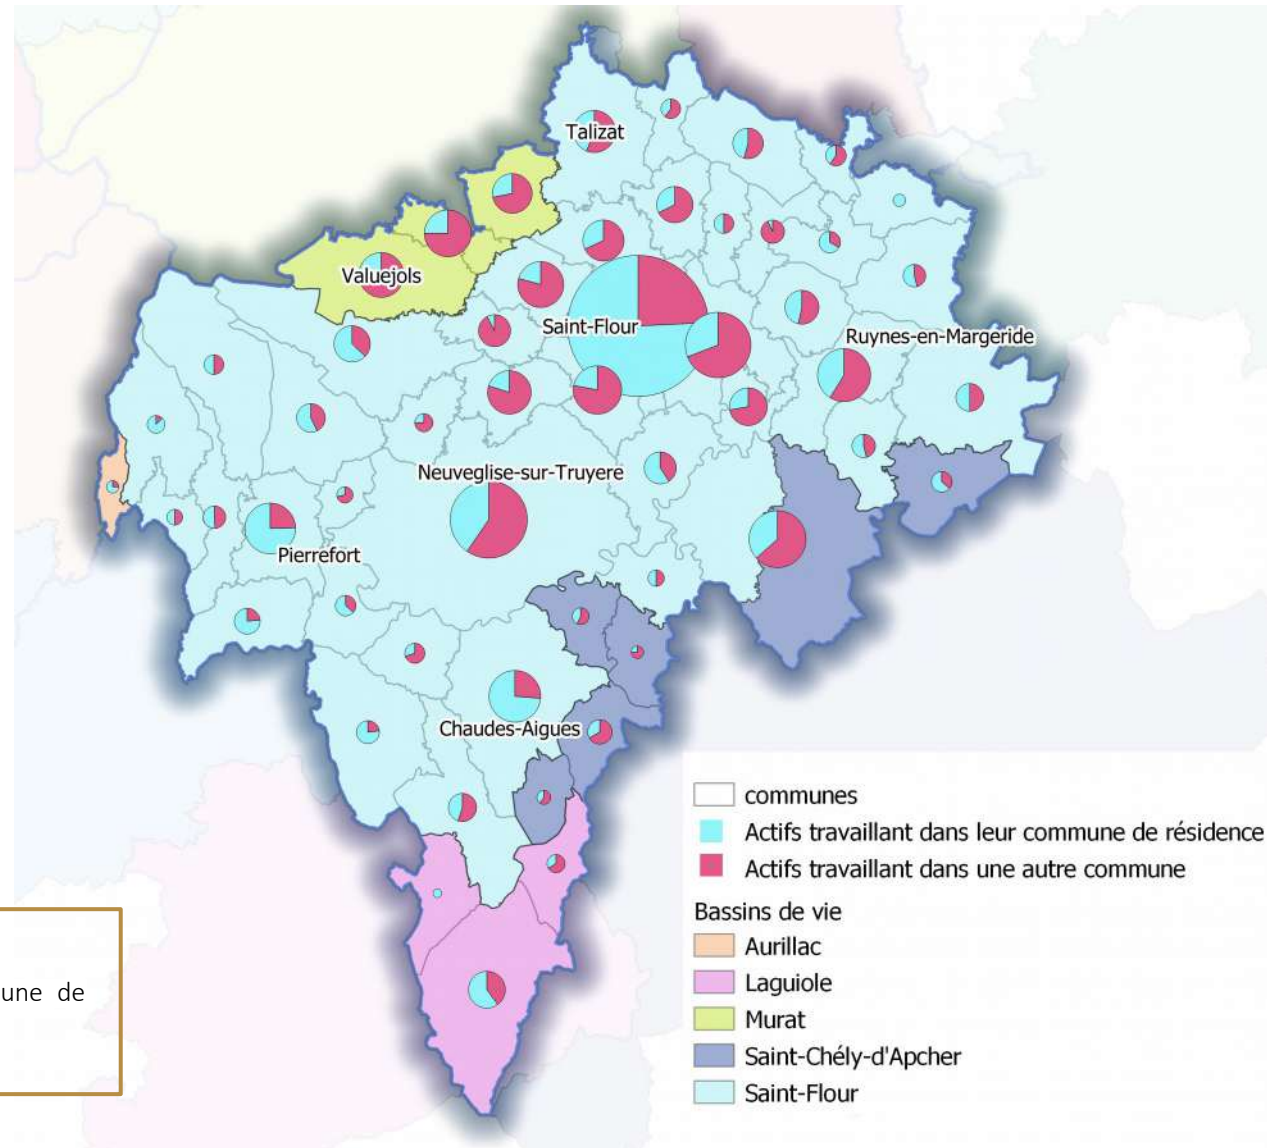 Talizat
Valuejols
Saint-Flour
Ruynes-en-Margeride
Neuveglise-sur-Truyere
Pierrefort
Chaudes-Aigues
communes
Actifs travaillant dans leur commune de résidence
Actifs travaillant dans une autre commune
Bassins de vie
Aurillac
Laguiole
Murat
Saint-Chély-d'Apcher
Saint-Flour
une de